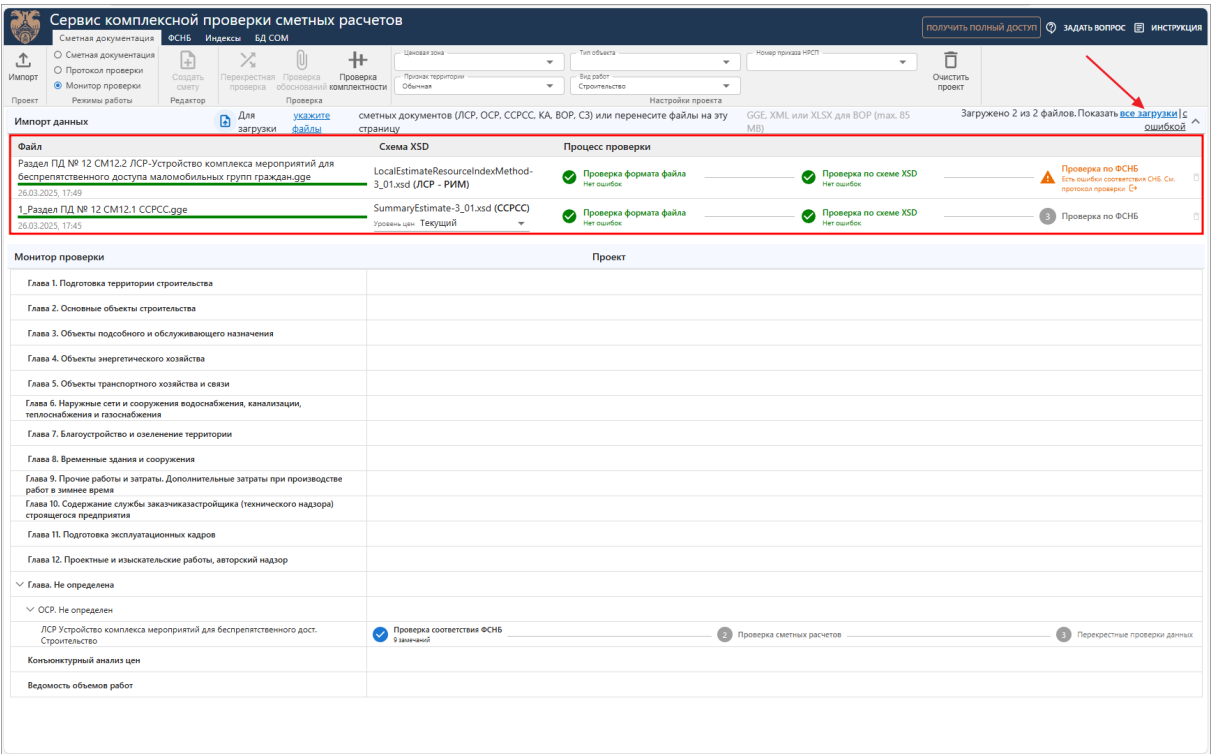 Сервис комплексной проверки сметных расчетов
Сметная документация ФСНБ Индексы БД СОМ
ПОЛУЧИТЬ ПОЛНЫЙ ДОСТУП ЗАДАТЬ ВОПРОС ИНСТРУКЦИЯ
Импорт
Проект
Сметная документация
Протокол проверки
Монитор проверки
Режимы работы
Создать
смету
Редактор
Перекрестная
проверка
Проверка
обоснований
Проверка
комплектности
Проверка
Ценовая зона
Признак территории
Обычная
Тип объекта
Вид работ
Строительство
Номер приказа НРСП
Настройки проекта
Очистить
проект
Импорт данных
Для
загрузки
укажите
файлы
сметных документов (ЛСР, ОСР, ССРСС, КА, ВОР, СЗ) или перенесите файлы на эту
страницу
GGE, XML или XLSX для ВОР (max. 85
MB)
Загружено 2 из 2 файлов. Показать все загрузки | с
ошибкой
Файл Схема XSD Процесс проверки
Раздел ПД № 12 СМ12.2 ЛСР-Устройство комплекса мероприятий для
беспрепятственного доступа маломобильных групп граждан.gge
26.03.2025, 17:49
LocalEstimateResourceIndexMethod-
3_01.xsd (ЛСР - РИМ)
Проверка формата файла
Нет ошибок
Проверка по схеме XSD
Нет ошибок
Проверка по ФСНБ
Есть ошибки соответствия СНБ. См.
протокол проверки
1_Раздел ПД № 12 СМ12.1 ССРСС.gge
26.03.2025, 17:45
SummaryEstimate-3_01.xsd (ССРСС)
Уровень цен Текущий
Проверка формата файла
Нет ошибок
Проверка по схеме XSD
Нет ошибок
3 Проверка по ФСНБ
Монитор проверки Проект
Глава 1. Подготовка территории строительства
Глава 2. Основные объекты строительства
Глава 3. Объекты подсобного и обслуживающего назначения
Глава 4. Объекты энергетического хозяйства
Глава 5. Объекты транспортного хозяйства и связи
Глава 6. Наружные сети и сооружения водоснабжения, канализации,
теплоснабжения и газоснабжения
Глава 7. Благоустройство и озеленение территории
Глава 8. Временные здания и сооружения
Глава 9. Прочие работы и затраты. Дополнительные затраты при производстве
работ в зимнее время
Глава 10. Содержание службы заказчиказастройщика (технического надзора)
строящегося предприятия
Глава 11. Подготовка эксплуатационных кадров
Глава 12. Проектные и изыскательские работы, авторский надзор
Глава. Не определена
ОСР. Не определен
ЛСР Устройство комплекса мероприятий для беспрепятственного дост.
Строительство
Проверка соответствия ФСНБ
9 замечаний
2 Проверка сметных расчетов
3 Перекрестные проверки данных
Конъюнктурный анализ цен
Ведомость объемов работ